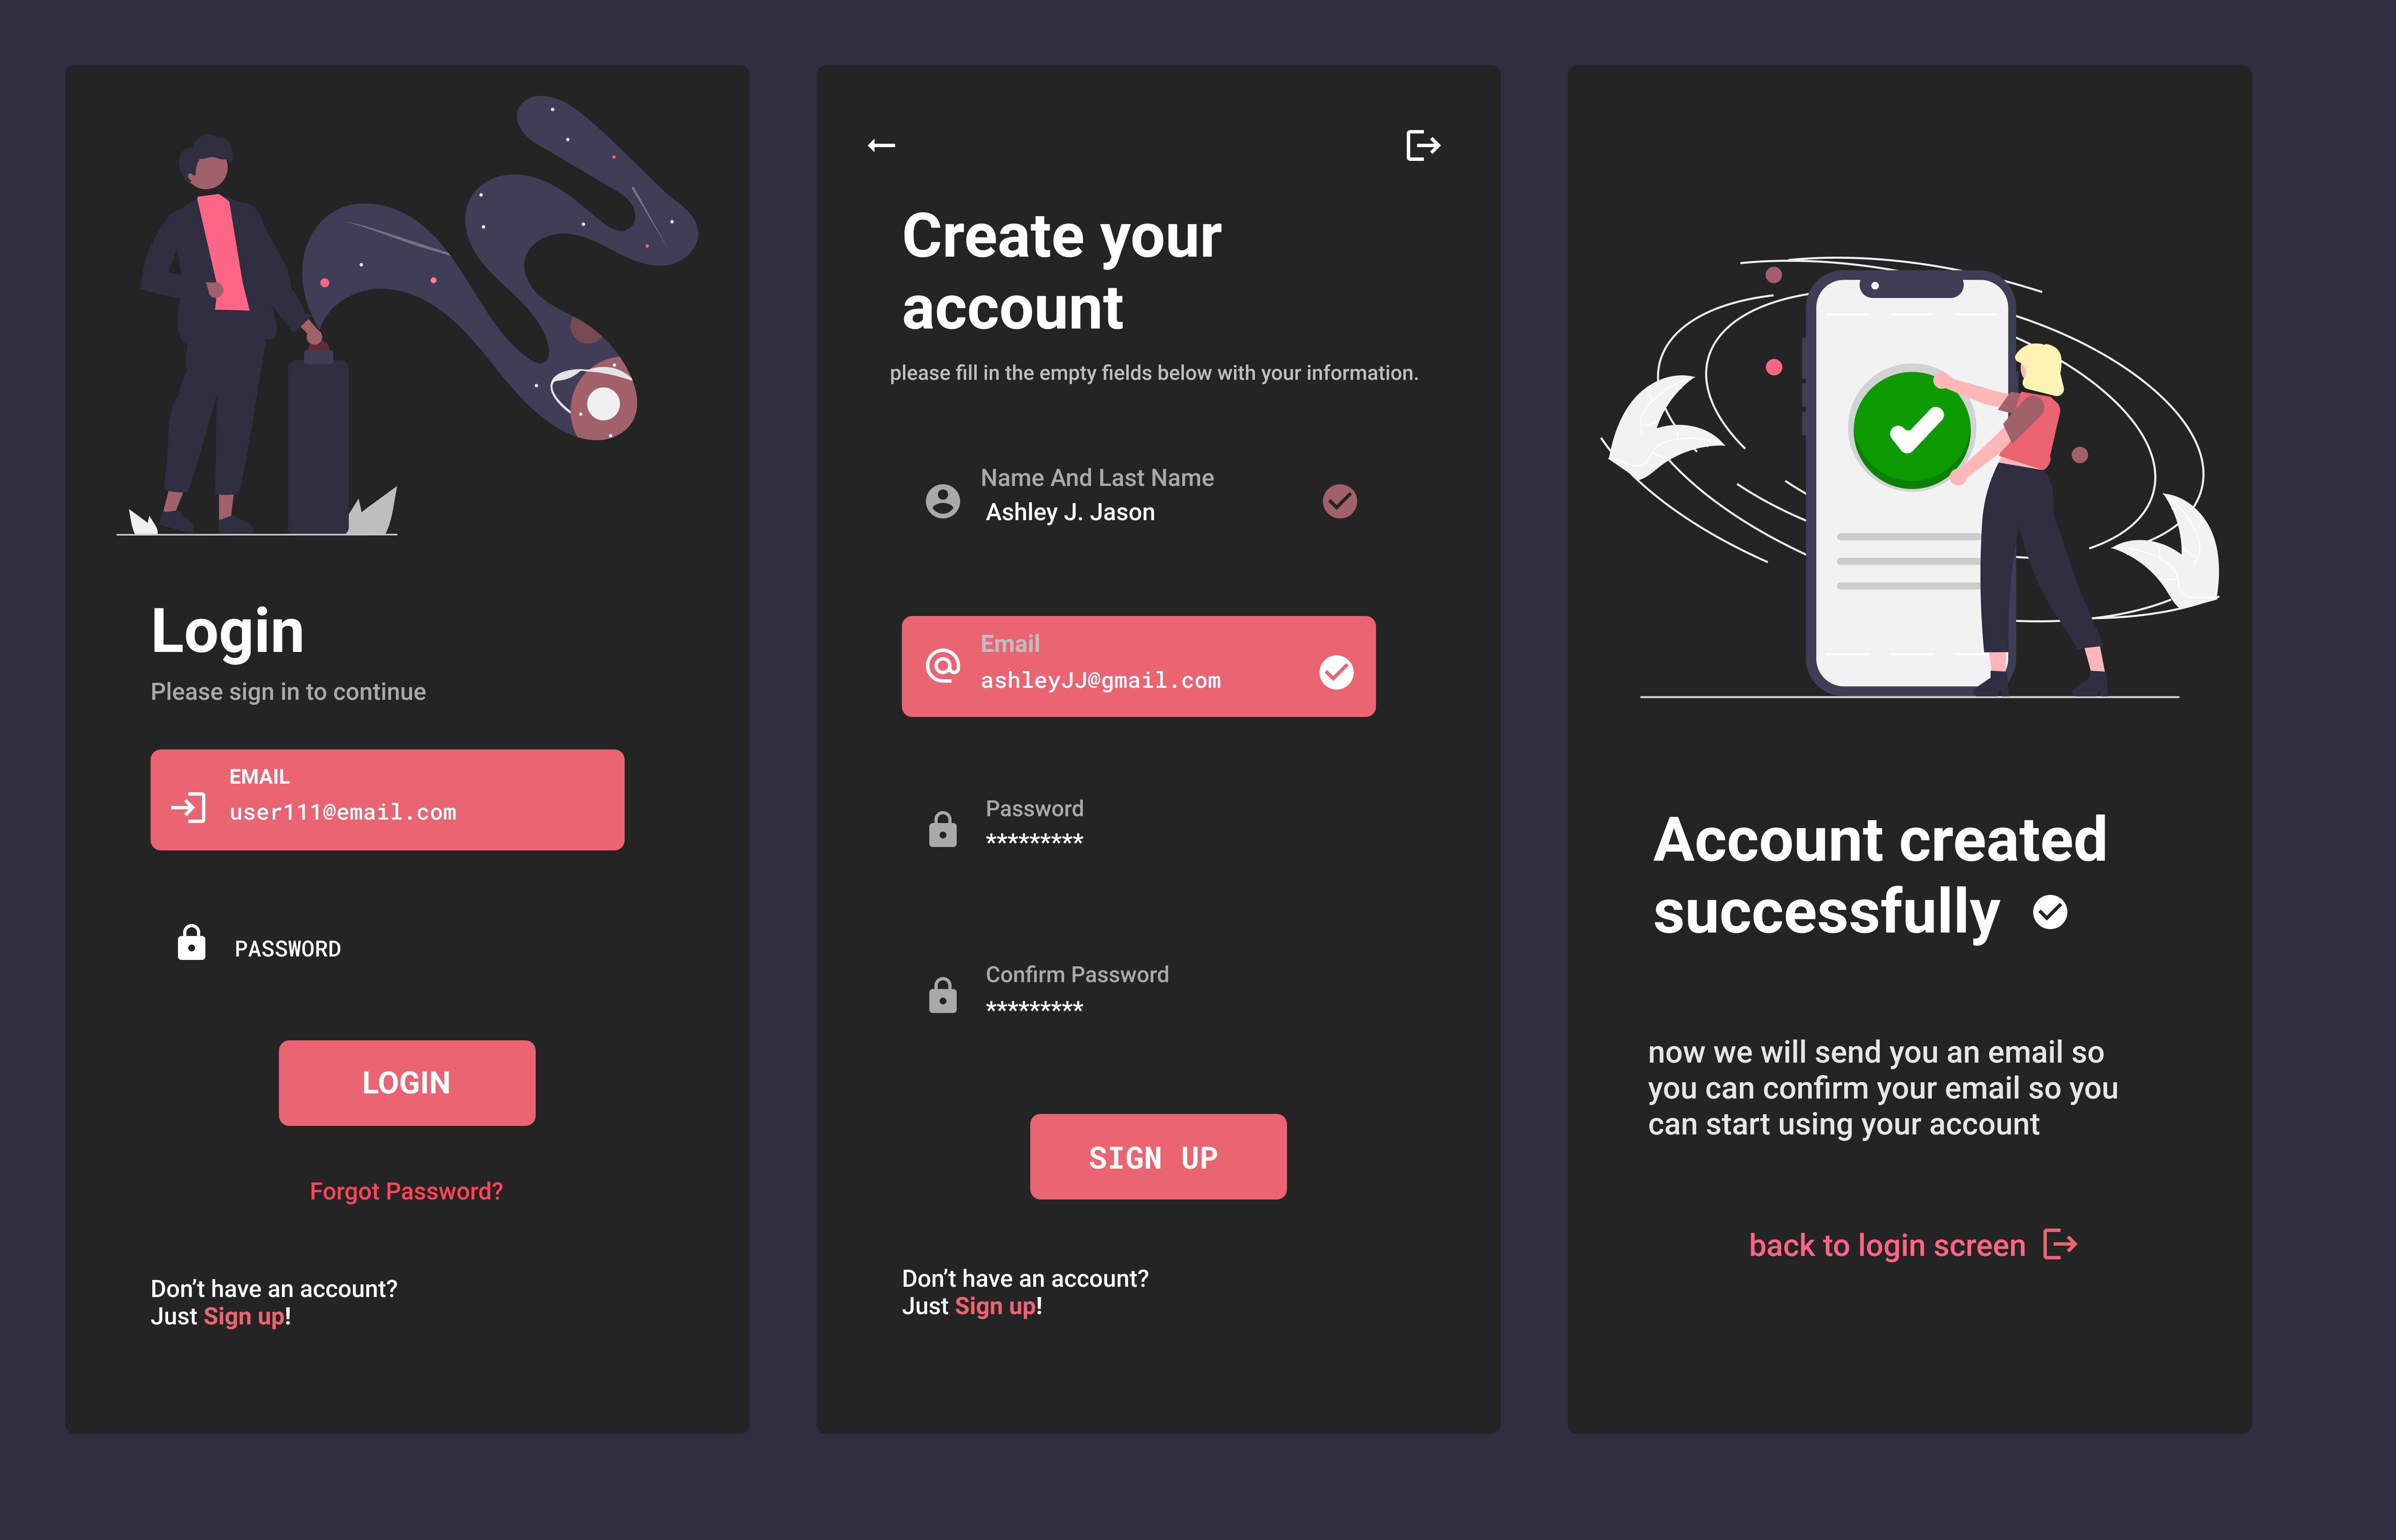 Login
Please sign in to continue
EMAIL
user111@email.com
PASSWORD
LOGIN
Forgot Password?
Don’t have an account?
Just Sign up!
Create your
account
please fill in the empty fields below with your information.
Name And Last Name
Ashley J. Jason
Email
ashleyJJ@gmail.com
Password
*********
Confirm Password
*********
SIGN UP
Don’t have an account?
Just Sign up!
Account created
successfully
now we will send you an email so
you can confirm your email so you
can start using your account
back to login screen